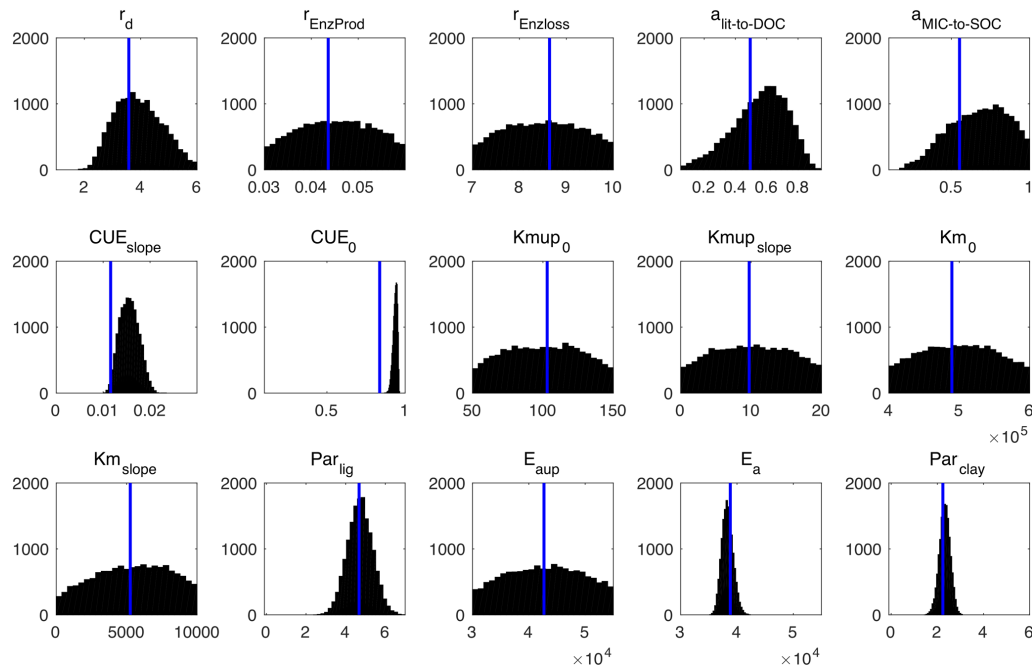 r_d r_EnzProd r_Enzloss a_lit-to-DOC a_MIC-to-SOC
2000 2000 2000 2000 2000
1000 1000 1000 1000 1000
0 0 0 0 0
2 4 6 0.03 0.04 0.05 7 8 9 10 0.2 0.4 0.6 0.8 0.5 1
CUE_slope CUE_0 Kmup_0 Kmup_slope Km_0
2000 2000 2000 2000 2000
1000 1000 1000 1000 1000
0 0 0 0 0
0 0.01 0.02 0.5 1 50 100 150 0 10 20 4 5 6
×10^5
Km_slope Par_lig E_aup E_a Par_clay
2000 2000 2000 2000 2000
1000 1000 1000 1000 1000
0 0 0 0 0
0 5000 10000 0 2 4 6 3 4 5 3 4 5 0 2 4 6
×10^4 ×10^4 ×10^4